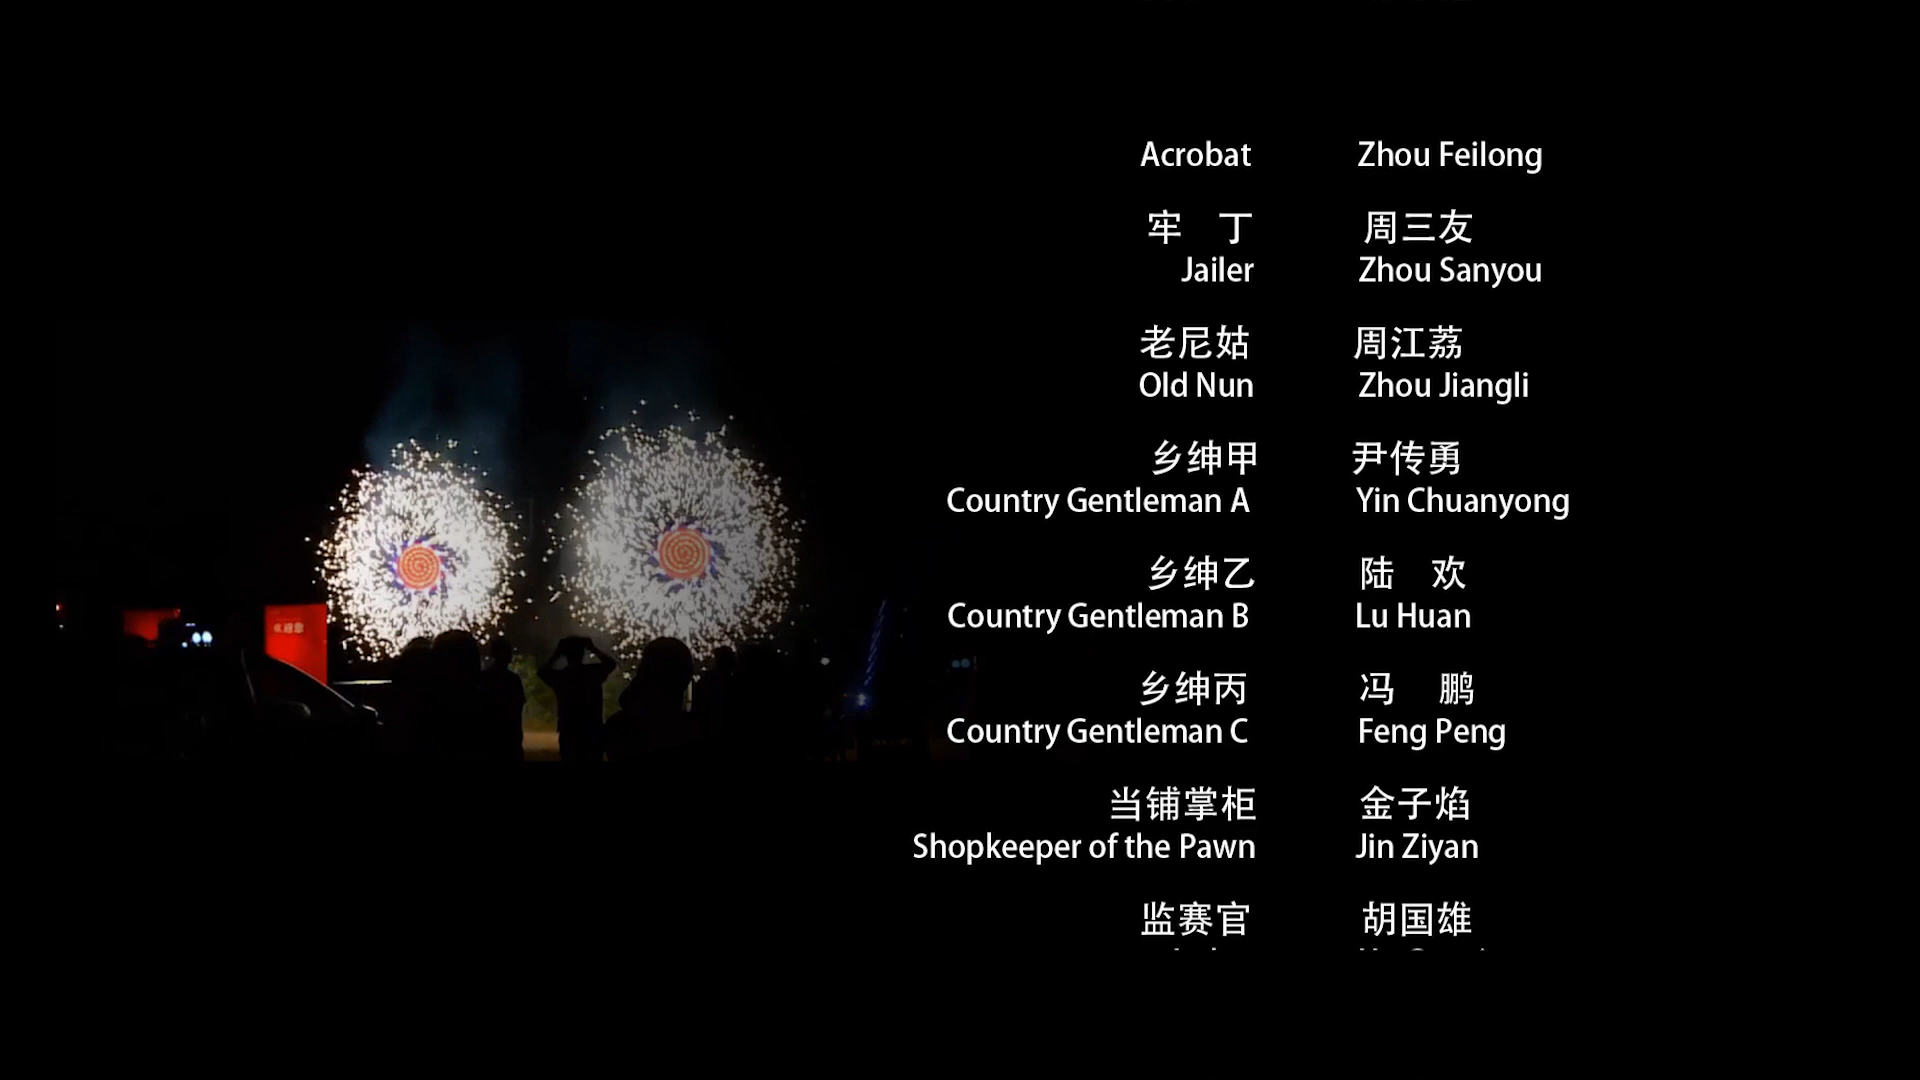 Acrobat Zhou Feilong
牢 丁 周三友
Jailer Zhou Sanyou
老尼姑 周江荔
Old Nun Zhou Jiangli
乡绅甲 尹传勇
Country Gentleman A Yin Chuanyong
乡绅乙 陆 欢
Country Gentleman B Lu Huan
乡绅丙 冯 鹏
Country Gentleman C Feng Peng
当铺掌柜 金子焰
Shopkeeper of the Pawn Jin Ziyan
监赛官 胡国雄